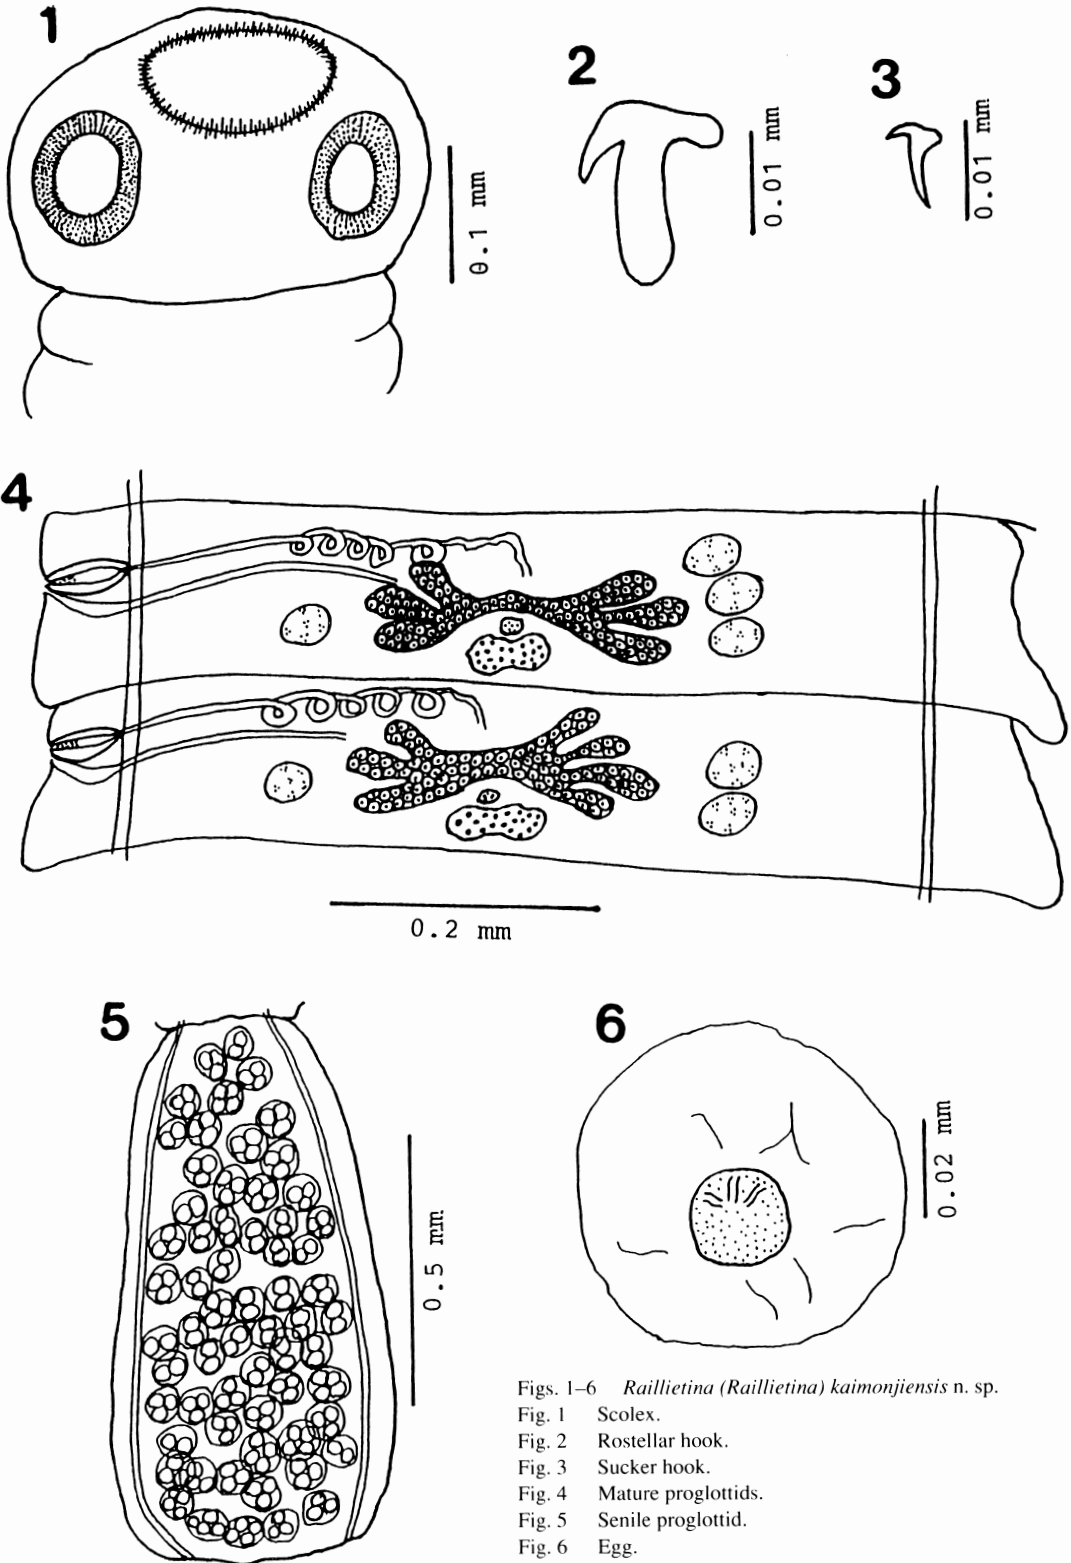 1
2
3
0.1 mm
0.01 mm
0.01 mm
4
0.2 mm
5
6
0.5 mm
0.02 mm
Figs. 1–6 Raillietina (Raillietina) kaimonjiensis n. sp.
Fig. 1 Scolex.
Fig. 2 Rostellar hook.
Fig. 3 Sucker hook.
Fig. 4 Mature proglottids.
Fig. 5 Senile proglottid.
Fig. 6 Egg.